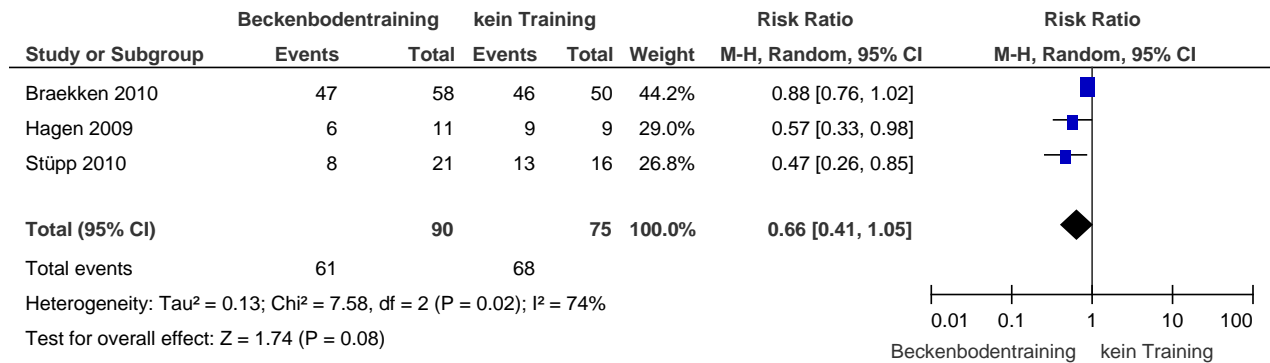 Beckenbodentraining kein Training Risk Ratio Risk Ratio
Study or Subgroup Events Total Events Total Weight M-H, Random, 95% CI M-H, Random, 95% CI
Braekken 2010 47 58 46 50 44.2% 0.88 [0.76, 1.02]
Hagen 2009 6 11 9 9 29.0% 0.57 [0.33, 0.98]
Stüpp 2010 8 21 13 16 26.8% 0.47 [0.26, 0.85]
Total (95% CI) 90 75 100.0% 0.66 [0.41, 1.05]
Total events 61 68
Heterogeneity: Tau² = 0.13; Chi² = 7.58, df = 2 (P = 0.02); I² = 74%
Test for overall effect: Z = 1.74 (P = 0.08)
0.01 0.1 1 10 100
Beckenbodentraining kein Training